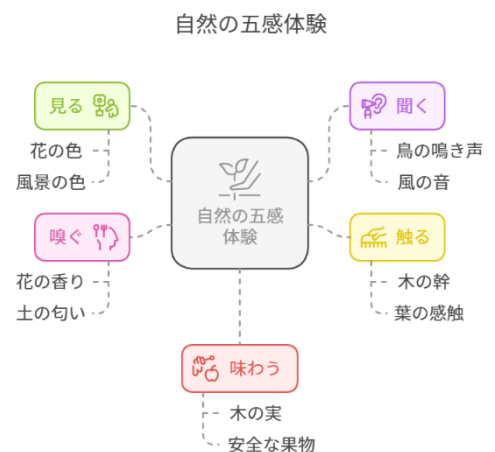 自然の五感体験
見る
花の色
風景の色
聞く
鳥の鳴き声
風の音
自然の五感
体験
嗅ぐ
花の香り
土の匂い
触る
木の幹
葉の感触
味わう
木の実
安全な果物